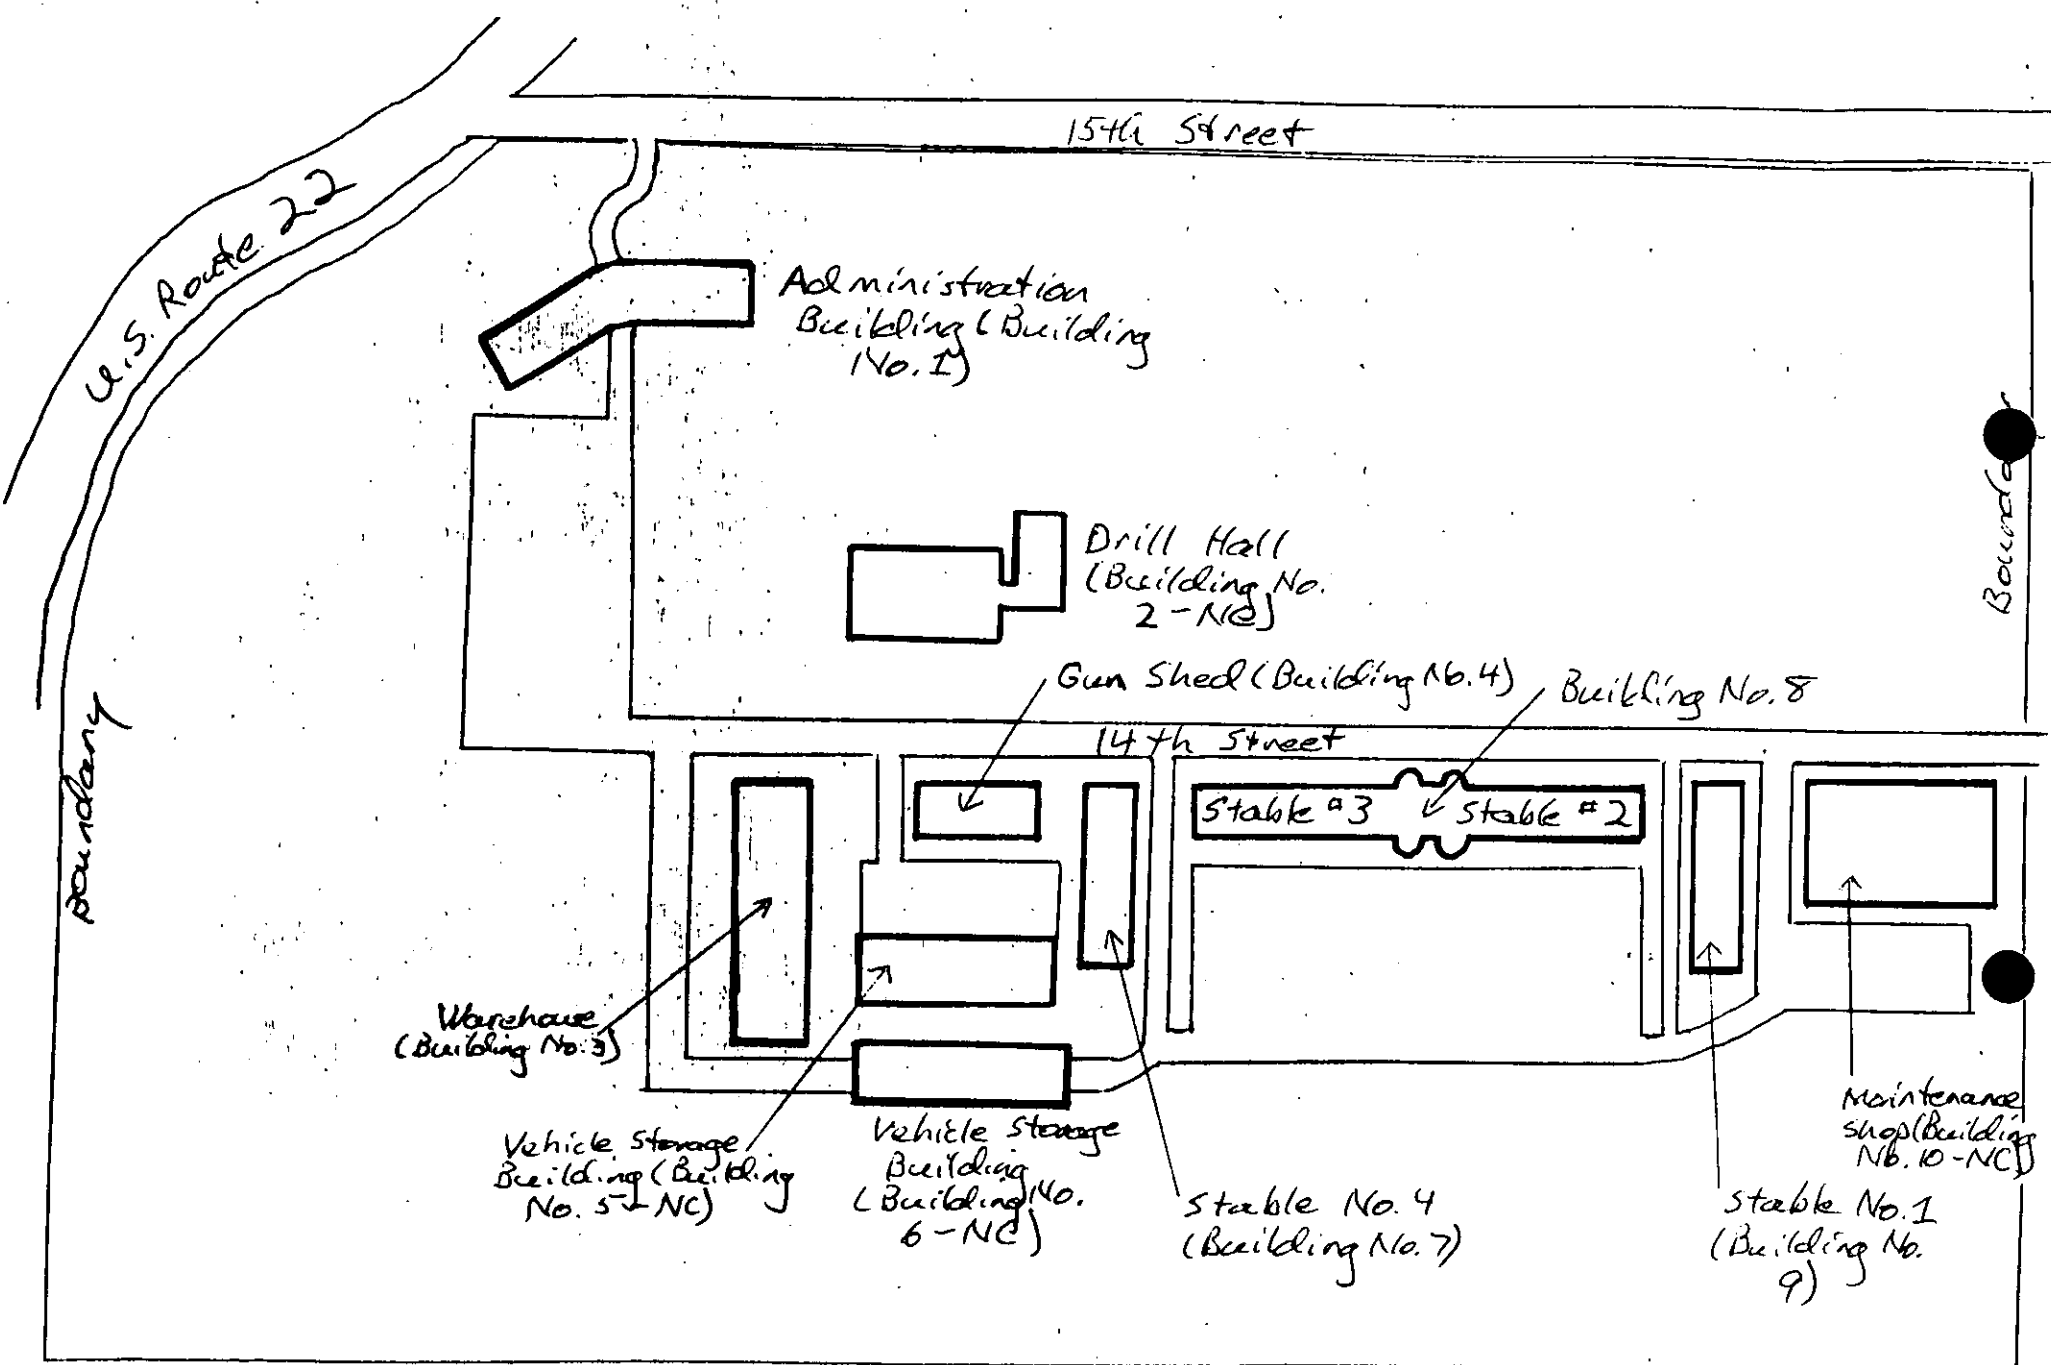 15th Street
U.S. Route 22
Administration
Building (Building
No. 1)
Drill Hall
(Building No.
2-NC)
Boundary
Gun Shed (Building No. 4)
Building No. 8
14th Street
Boundary
Stable #3
Stable #2
Warehouse
(Building No. 3)
Vehicle Storage
Building (Building
No. 5-NC)
Vehicle Storage
Building
(Building No.
6-NC)
Stable No. 4
(Building No. 7)
Stable No. 1
(Building No.
9)
Maintenance
Shop (Building
No. 10-NC)